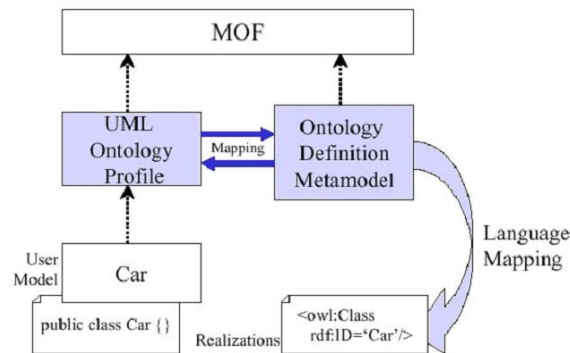 MOF
UML
Ontology
Profile
Mapping
Ontology
Definition
Metamodel
User
Model
Car
public class Car {}
Language
Mapping
Realizations
<owl:Class
rdf:ID=‘Car’/>